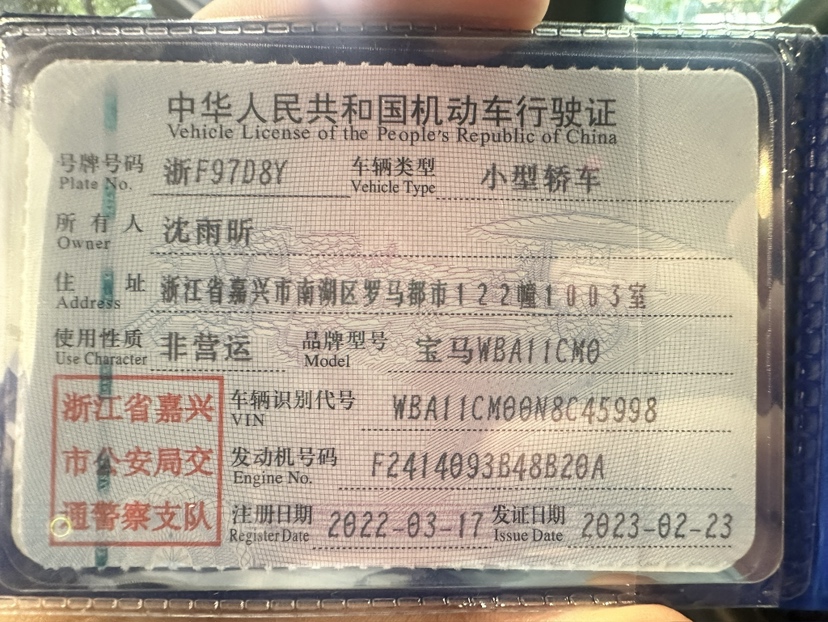 中华人民共和国机动车行驶证
Vehicle License of the People's Republic of China
号牌号码 浙F97D8Y 车辆类型 小型轿车
Plate No. Vehicle Type
所有人 沈雨昕
Owner
住址 浙江省嘉兴市南湖区罗马都市122幢1003室
Address
使用性质 非营运 品牌型号 宝马WBA11CM0
Use Character Model
浙江省嘉兴 车辆识别代号 WBA11CM00N8C45998
VIN
市公安局交 发动机号码 F2414093B48B20A
Engine No.
通警察支队 注册日期 2022-03-17 发证日期 2023-02-23
Register Date Issue Date